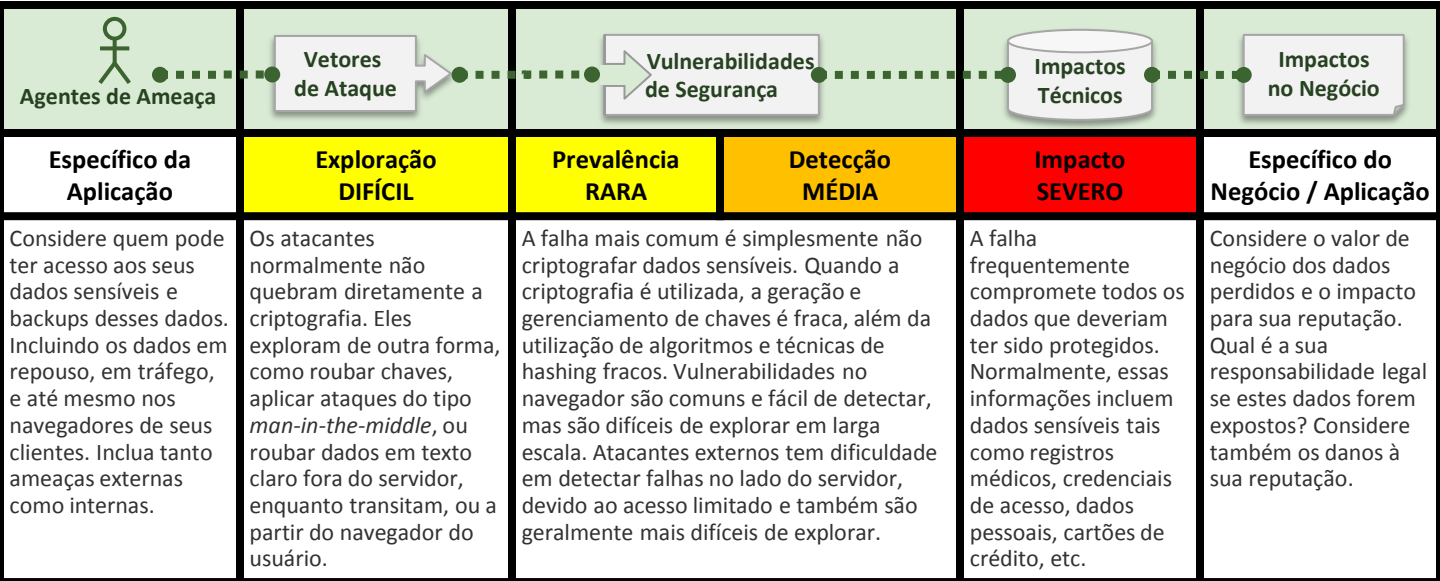 Agentes de Ameaça
Vetores
de Ataque
Vulnerabilidades
de Segurança
Impactos
Técnicos
Impactos
no Negócio
Específico da
Aplicação
Exploração
DIFÍCIL
Prevalência
RARA
Detecção
MÉDIA
Impacto
SEVERO
Específico do
Negócio / Aplicação
Considere quem pode
ter acesso aos seus
dados sensíveis e
backups desses dados.
Incluindo os dados em
repouso, em tráfego,
e até mesmo nos
navegadores de seus
clientes. Inclua tanto
ameaças externas
como internas.
Os atacantes
normalmente não
quebram diretamente a
criptografia. Eles
exploram de outra forma,
como roubar chaves,
aplicar ataques do tipo
man-in-the-middle, ou
roubar dados em texto
claro fora do servidor,
enquanto transitam, ou a
partir do navegador do
usuário.
A falha mais comum é simplesmente não
criptografar dados sensíveis. Quando a
criptografia é utilizada, a geração e
gerenciamento de chaves é fraca, além da
utilização de algoritmos e técnicas de
hashing fracos. Vulnerabilidades no
navegador são comuns e fácil de detectar,
mas são difíceis de explorar em larga
escala. Atacantes externos tem dificuldade
em detectar falhas no lado do servidor,
devido ao acesso limitado e também são
geralmente mais difíceis de explorar.
A falha
frequentemente
compromete todos os
dados que deveriam
ter sido protegidos.
Normalmente, essas
informações incluem
dados sensíveis tais
como registros
médicos, credenciais
de acesso, dados
pessoais, cartões de
crédito, etc.
Considere o valor de
negócio dos dados
perdidos e o impacto
para sua reputação.
Qual é a sua
responsabilidade legal
se estes dados forem
expostos? Considere
também os danos à
sua reputação.